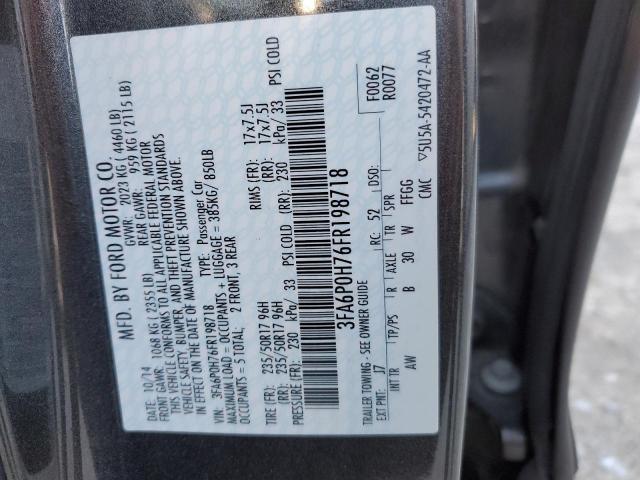 MFD. BY FORD MOTOR CO.
DATE: 10/14 GVWR: 2023 KG ( 4460 LB)
FRONT GAWR: 1068 KG ( 2355 LB) REAR GAWR: 959 KG ( 2115 LB)
THIS VEHICLE CONFORMS TO ALL APPLICABLE FEDERAL MOTOR
VEHICLE SAFETY, BUMPER, AND THEFT PREVENTION STANDARDS
IN EFFECT ON THE DATE OF MANUFACTURE SHOWN ABOVE.
VIN: 3FA6P0H76FR198718 TYPE: Passenger Car
MAXIMUM LOAD = OCCUPANTS + LUGGAGE = 385KG/ 850LB
OCCUPANTS = 5 TOTAL: 2 FRONT, 3 REAR
TIRE (FR): 235/50R17 96H RIMS (FR): 17x7.5J
TIRE (RR): 235/50R17 96H RIMS (RR): 17x7.5J
PRESSURE (FR): 230 kPa/ 33 PSI COLD (RR): 230 kPa/ 33 PSI COLD
3FA6P0H76FR198718
F0062
R0077
TRAILER TOWING - SEE OWNER GUIDE
EXT PNT: J7 RC: 52 DSO:
INT TR TP/PS R AXLE TR SPR
AW B 30 W FFGG
CMC ▽5U5A-5420472-AA